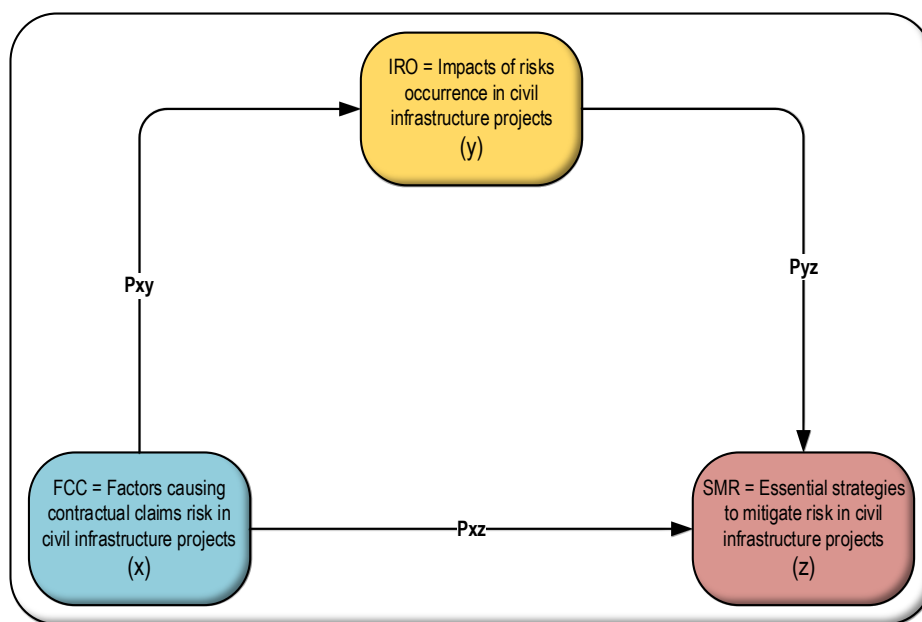 IRO = Impacts of risks
occurrence in civil
infrastructure projects
(y)
Pxy
Pyz
FCC = Factors causing
contractual claims risk in
civil infrastructure projects
(x)
Pxz
SMR = Essential strategies
to mitigate risk in civil
infrastructure projects
(z)